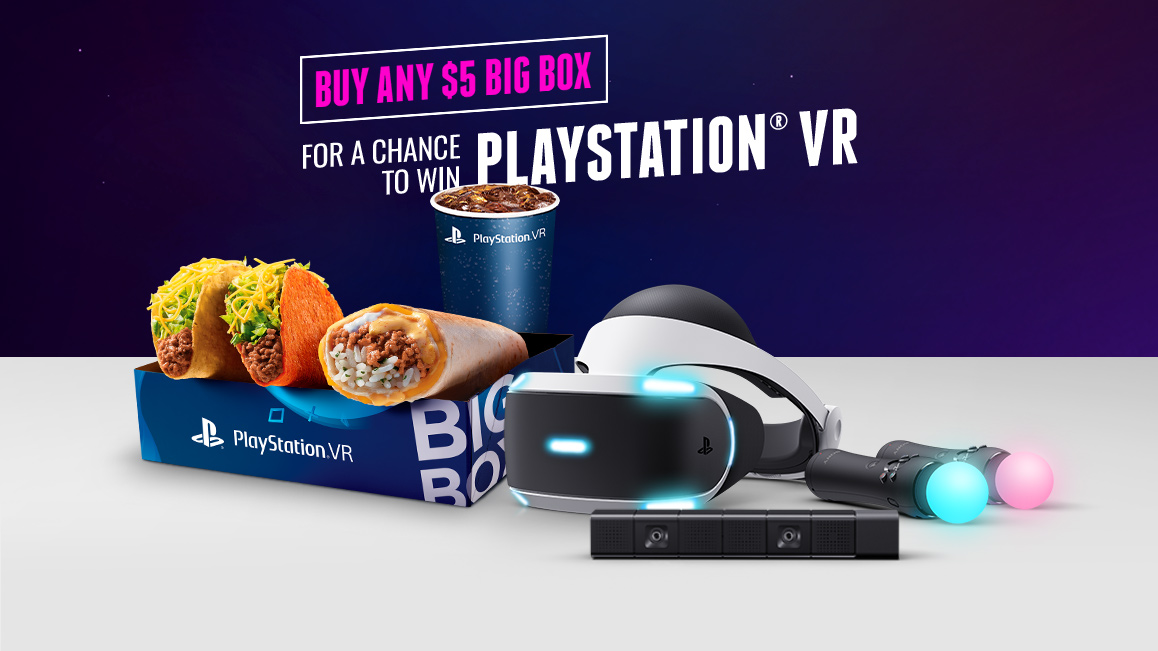 BUY ANY $5 BIG BOX
FOR A CHANCE
TO WIN
PLAYSTATION® VR
PlayStation.VR
PlayStation.VR
BIG
BOX